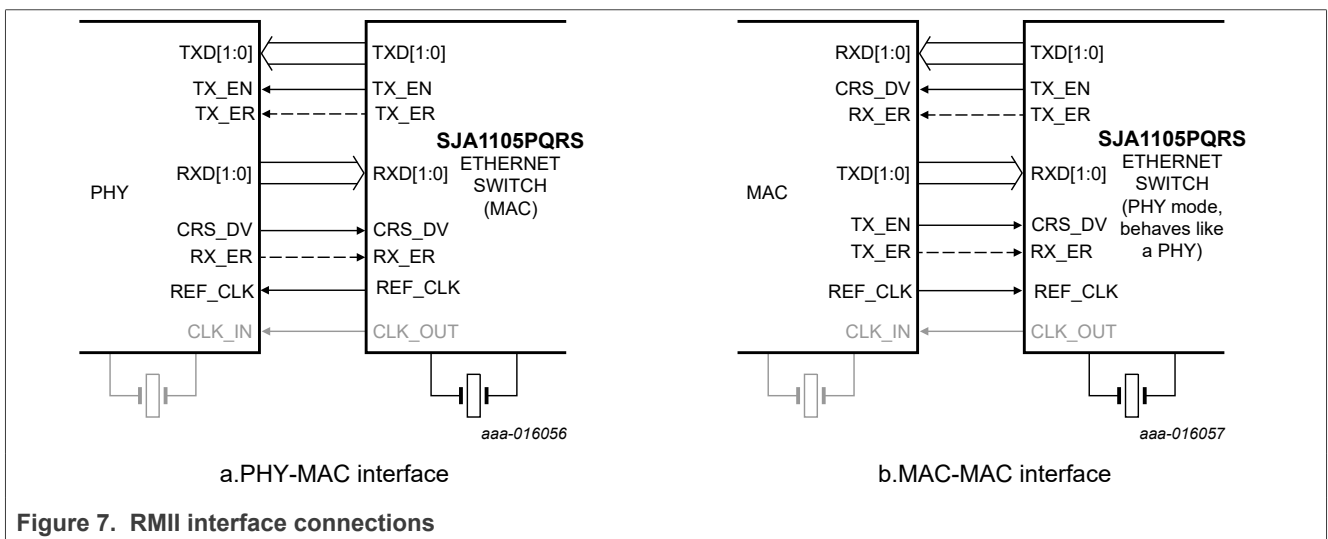 TXD[1:0] TXD[1:0]
TX_EN TX_EN
TX_ER TX_ER
SJA1105PQRS
ETHERNET
SWITCH
(MAC)
PHY
RXD[1:0] RXD[1:0]
CRS_DV CRS_DV
RX_ER RX_ER
REF_CLK REF_CLK
CLK_IN CLK_OUT
aaa-016056
a.PHY-MAC interface
RXD[1:0] TXD[1:0]
CRS_DV TX_EN
RX_ER TX_ER
SJA1105PQRS
ETHERNET
SWITCH
(PHY mode,
behaves like
a PHY)
MAC
TXD[1:0] RXD[1:0]
TX_EN CRS_DV
TX_ER RX_ER
REF_CLK REF_CLK
CLK_IN CLK_OUT
aaa-016057
b.MAC-MAC interface
Figure 7. RMII interface connections